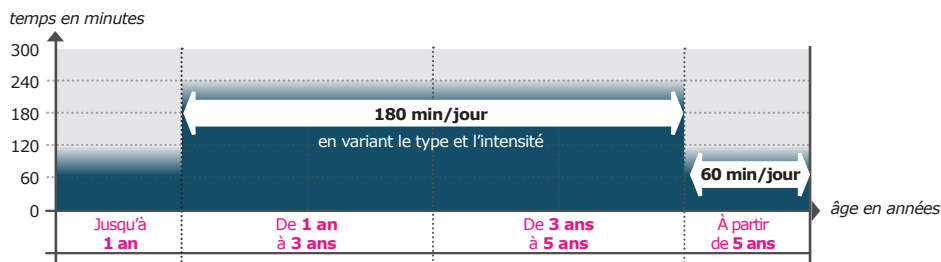 temps en minutes
300
240
180
120
60
0
180 min/jour
en variant le type et l'intensité
60 min/jour
âge en années
Jusqu'à
1 an
De 1 an
à 3 ans
De 3 ans
à 5 ans
À partir
de 5 ans